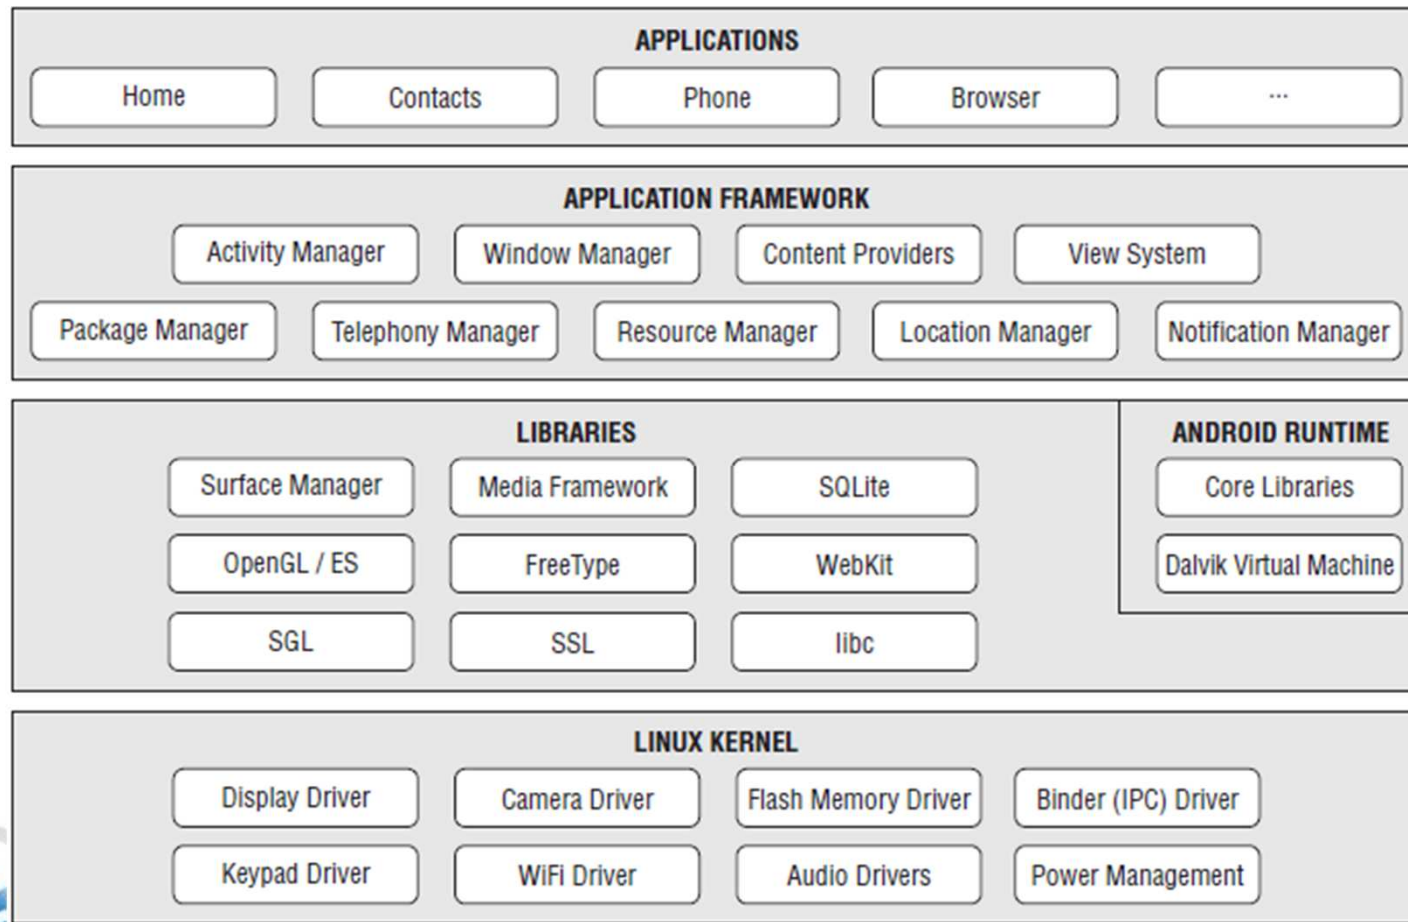 APPLICATIONS
Home Contacts Phone Browser ...
APPLICATION FRAMEWORK
Activity Manager Window Manager Content Providers View System
Package Manager Telephony Manager Resource Manager Location Manager Notification Manager
LIBRARIES ANDROID RUNTIME
Surface Manager Media Framework SQLite Core Libraries
OpenGL / ES FreeType WebKit Dalvik Virtual Machine
SGL SSL libc
LINUX KERNEL
Display Driver Camera Driver Flash Memory Driver Binder (IPC) Driver
Keypad Driver WiFi Driver Audio Drivers Power Management